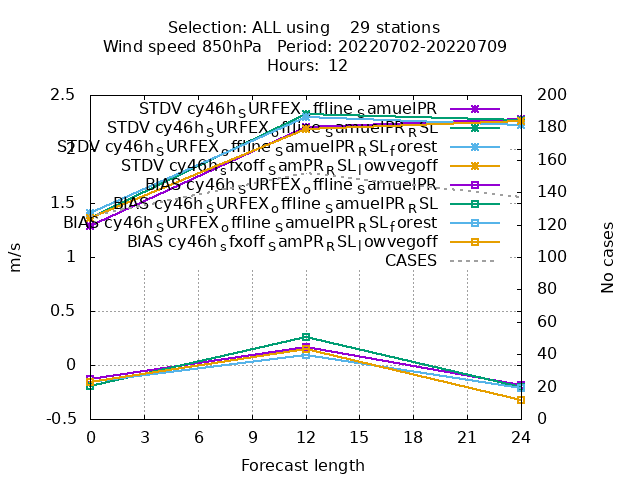 Selection: ALL using    29 stations
Wind speed 850hPa   Period: 20220702-20220709
Hours:  12
2.5
2
1.5
1
0.5
0
-0.5
m/s
STDV cy46h_SURFEX_offline_SamuelPR
STDV cy46h_SURFEX_offline_SamuelPR_RSL
STDV cy46h_SURFEX_offline_SamuelPR_RSL_forest
STDV cy46h_sfxoff_SamPR_RSL_lowvegoff
BIAS cy46h_SURFEX_offline_SamuelPR
BIAS cy46h_SURFEX_offline_SamuelPR_RSL
BIAS cy46h_SURFEX_offline_SamuelPR_RSL_forest
BIAS cy46h_sfxoff_SamPR_RSL_lowvegoff
CASES
200
180
160
140
120
100
80
60
40
20
0
No cases
0 3 6 9 12 15 18 21 24
Forecast length